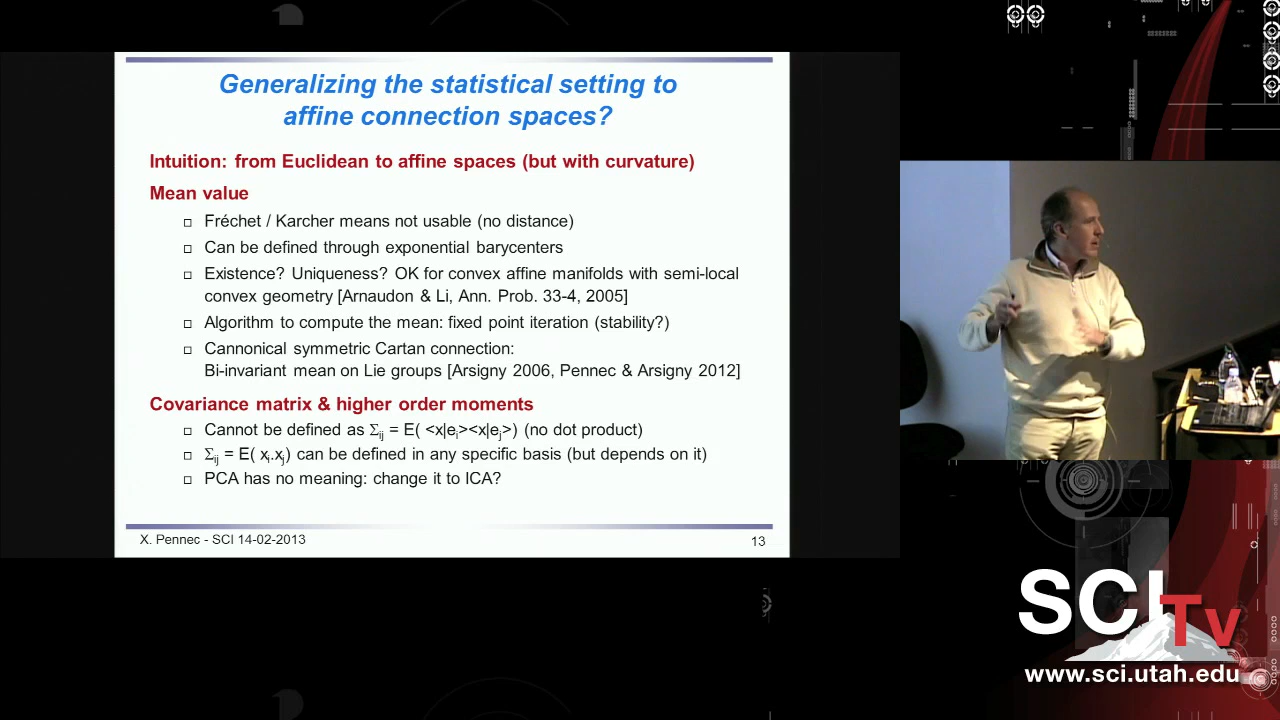 Generalizing the statistical setting to
affine connection spaces?
Intuition: from Euclidean to affine spaces (but with curvature)
Mean value
Fréchet / Karcher means not usable (no distance)
Can be defined through exponential barycenters
Existence? Uniqueness? OK for convex affine manifolds with semi-local
convex geometry [Arnaudon & Li, Ann. Prob. 33-4, 2005]
Algorithm to compute the mean: fixed point iteration (stability?)
Cannonical symmetric Cartan connection:
Bi-invariant mean on Lie groups [Arsigny 2006, Pennec & Arsigny 2012]
Covariance matrix & higher order moments
Cannot be defined as Σij = E( <x|ei><x|ej>) (no dot product)
Σij = E( xi.xj) can be defined in any specific basis (but depends on it)
PCA has no meaning: change it to ICA?
X. Pennec - SCI 14-02-2013
13
SCI TV
www.sci.utah.edu